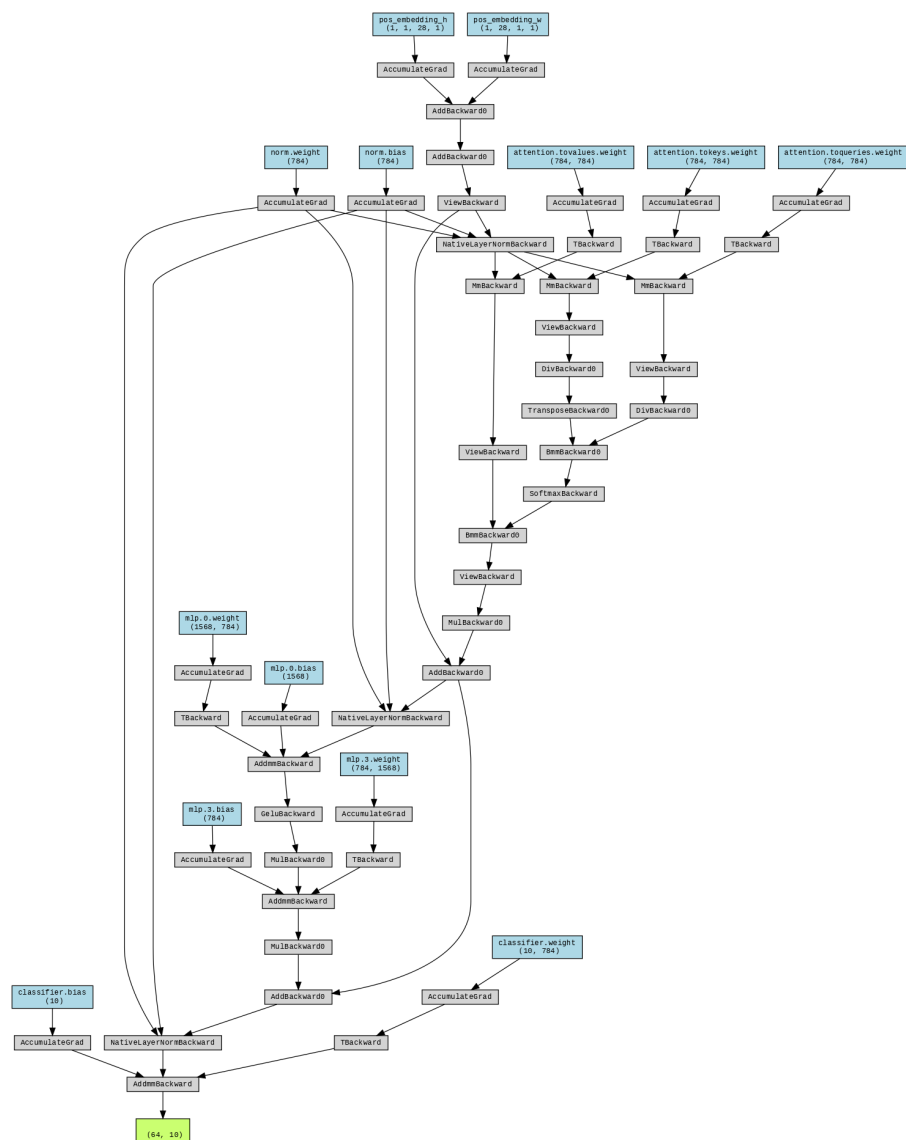 pos_embedding_h
(1, 1, 28, 1)
pos_embedding_w
(1, 28, 1, 1)
AccumulateGrad
AccumulateGrad
AddBackward0
norm.weight
(784)
norm.bias
(784)
AddBackward0
attention.tovalues.weight
(784, 784)
attention.tokeys.weight
(784, 784)
attention.toqueries.weight
(784, 784)
AccumulateGrad
AccumulateGrad
ViewBackward
AccumulateGrad
AccumulateGrad
AccumulateGrad
NativeLayerNormBackward
TBackward
TBackward
TBackward
MmBackward
MmBackward
MmBackward
ViewBackward
DivBackward0
ViewBackward
TransposeBackward0
DivBackward0
ViewBackward
BmmBackward0
SoftmaxBackward
BmmBackward0
ViewBackward
mlp.0.weight
(1568, 784)
MulBackward0
AccumulateGrad
mlp.0.bias
(1568)
AddBackward0
TBackward
AccumulateGrad
NativeLayerNormBackward
AddmmBackward
mlp.3.weight
(784, 1568)
mlp.3.bias
(784)
GeluBackward
AccumulateGrad
AccumulateGrad
MulBackward0
TBackward
AddmmBackward
MulBackward0
classifier.weight
(10, 784)
classifier.bias
(10)
AddBackward0
AccumulateGrad
AccumulateGrad
NativeLayerNormBackward
TBackward
AddmmBackward
(64, 10)